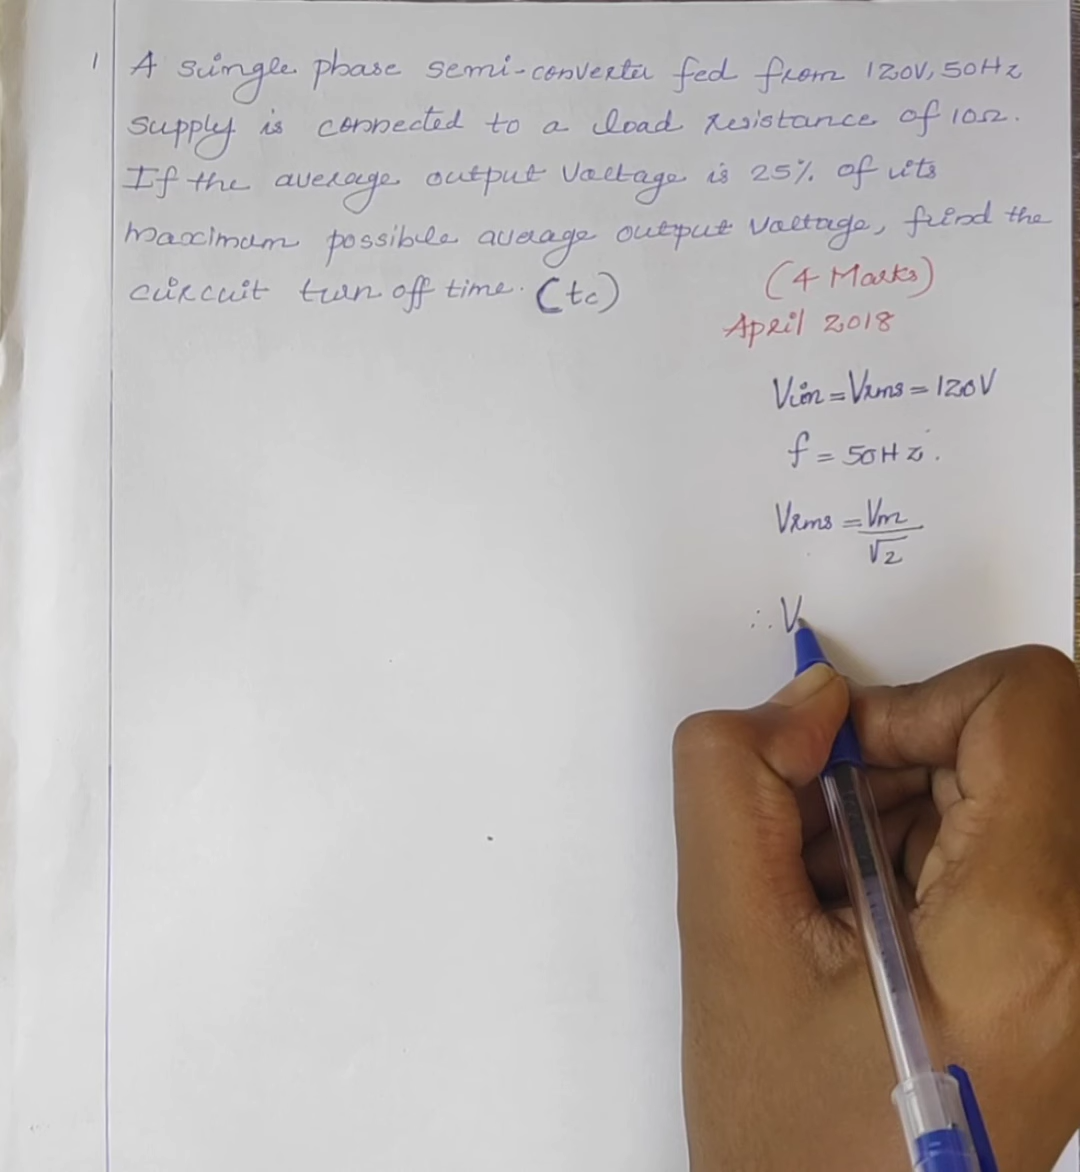 1 A single phase semi-converter fed from 120V, 50Hz
supply is connected to a load resistance of 10Ω.
If the average output voltage is 25% of its
maximum possible average output voltage, find the
circuit turn off time. (tc)
(4 Marks)
April 2018
Vin = Vrms = 120V
f = 50Hz.
Vrms = Vm
√2
∴ V